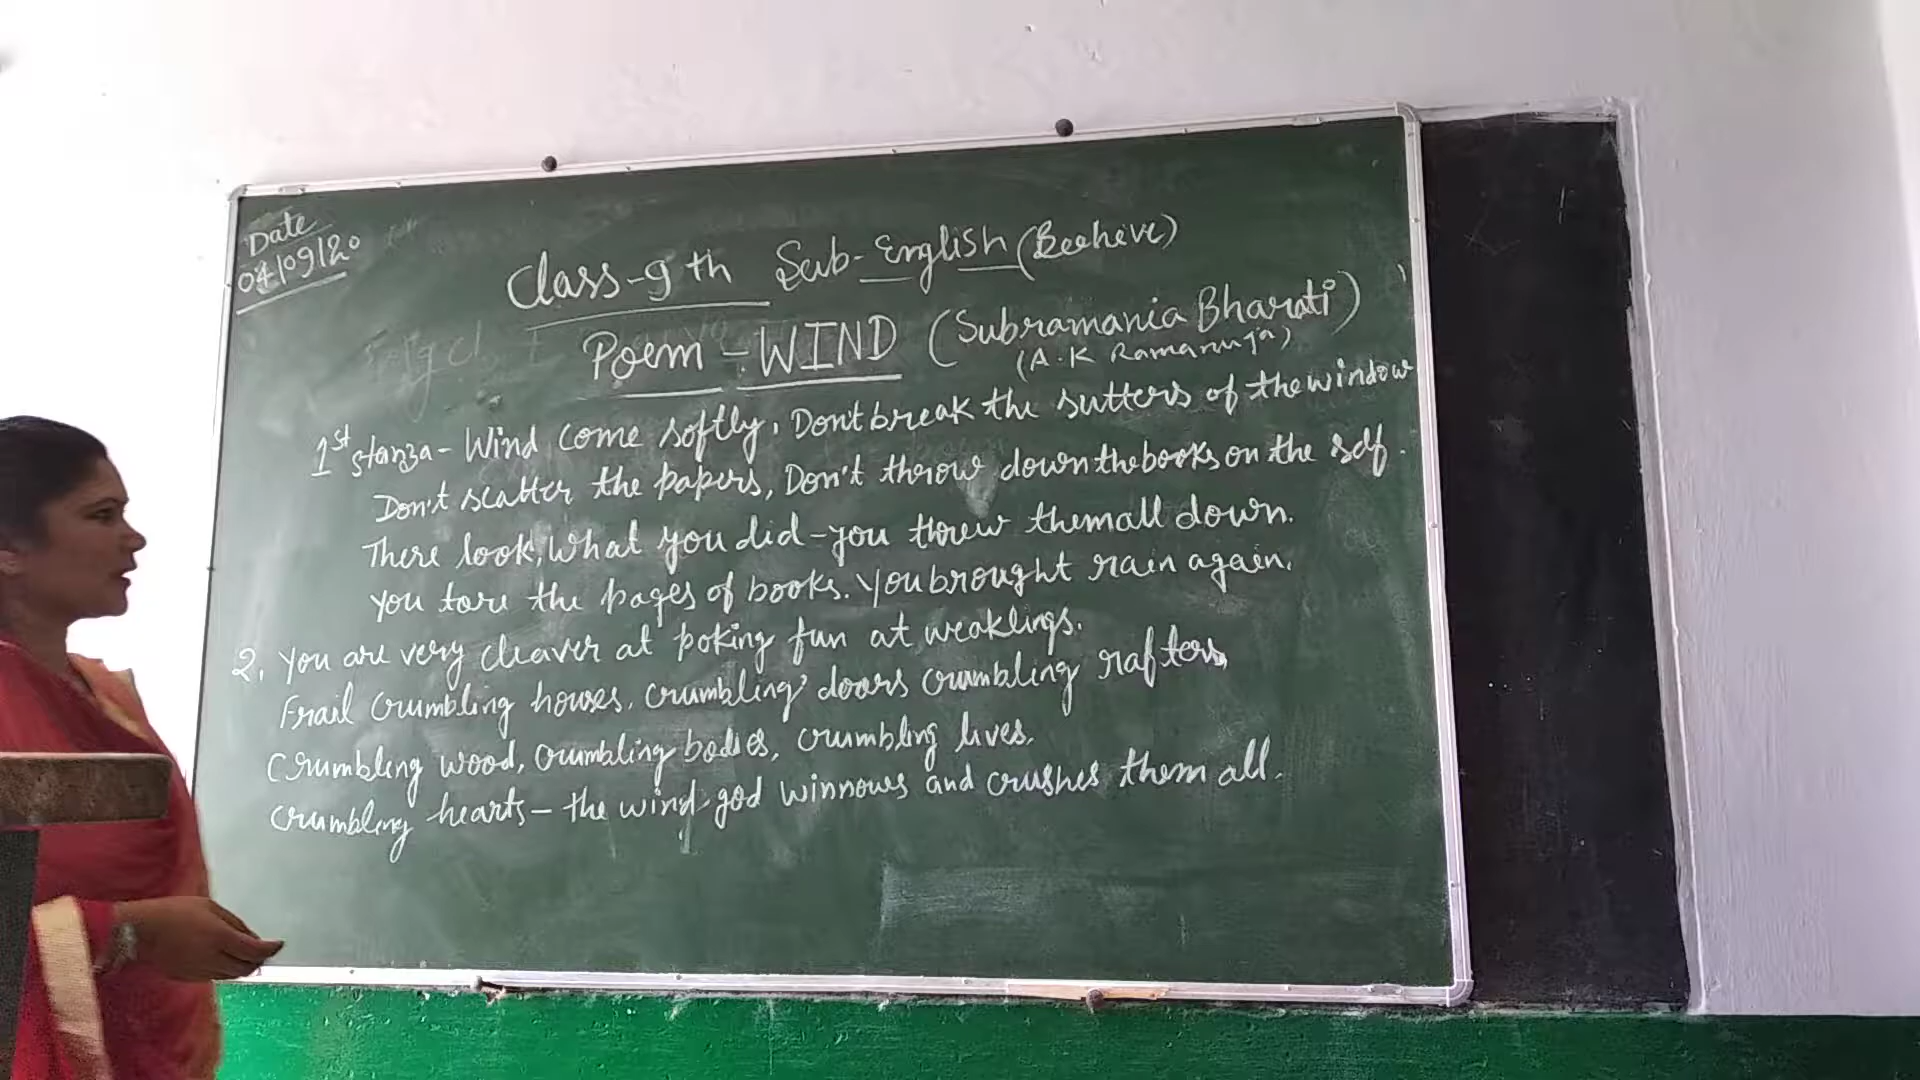 Date
04/09/20
Class-9th Sub-English (Beehive)
Poem-WIND (Subramania Bharati)
(A.K Ramanuja)
1st stanza- Wind come softly, Don't break the sutters of the window
Don't scatter the papers, Don't throw down the books on the self.
There look, What you did-you threw them all down.
You tore the pages of books. You brought rain again.
2. You are very cleaver at poking fun at weaklings.
Frail crumbling houses, crumbling doors crumbling rafters,
Crumbling wood, crumbling bodies, crumbling lives.
Crumbling hearts- the wind god winnows and crushes them all.